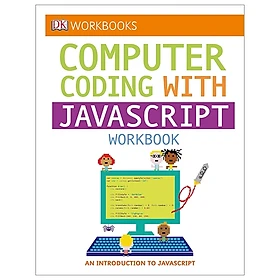 DK WORKBOOKS
COMPUTER
CODING WITH
JAVASCRIPT
WORKBOOK
AN INTRODUCTION TO JAVASCRIPT